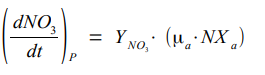 (dNO₃/dt)_P = Y_NO₃ · (μ_a · NX_a)